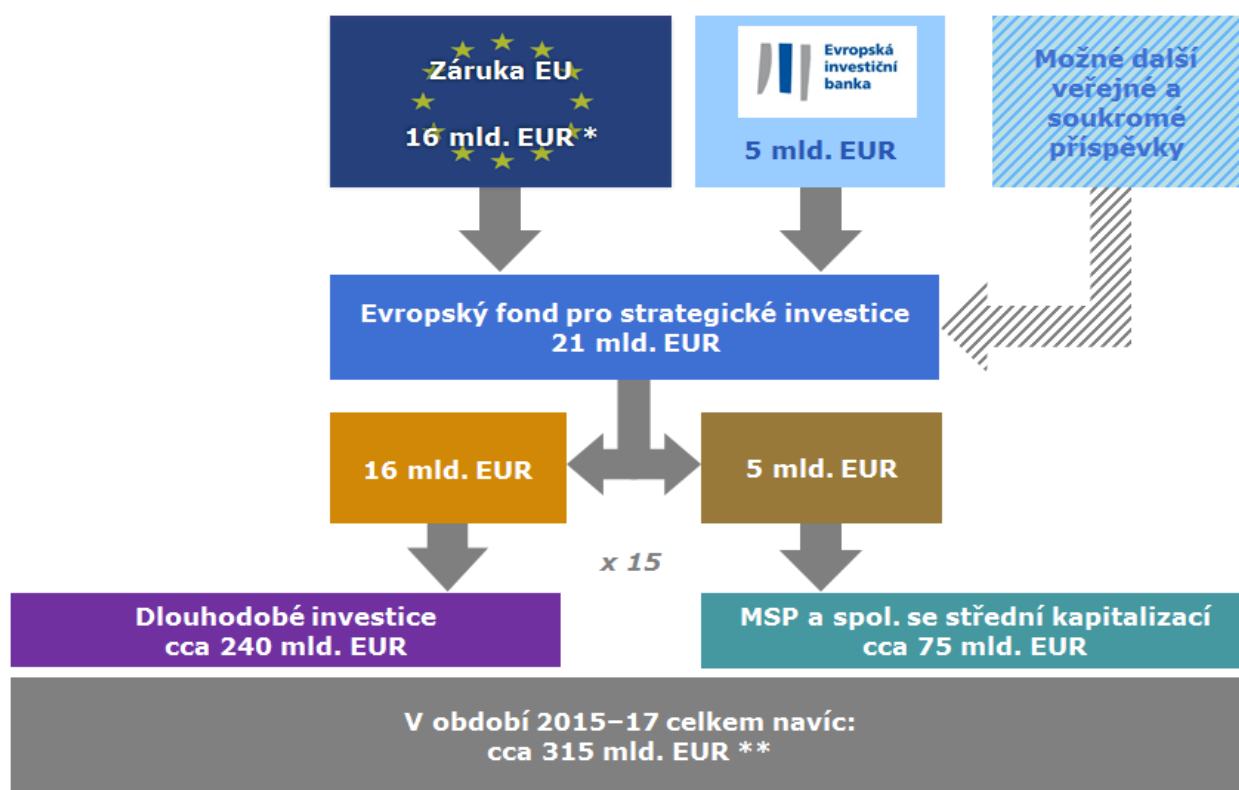 Záruka EU
16 mld. EUR *
Evropská
investiční
banka
5 mld. EUR
Možné další
veřejné a
soukromé
příspěvky
Evropský fond pro strategické investice
21 mld. EUR
16 mld. EUR
5 mld. EUR
x 15
Dlouhodobé investice
cca 240 mld. EUR
MSP a spol. se střední kapitalizací
cca 75 mld. EUR
V období 2015–17 celkem navíc:
cca 315 mld. EUR **